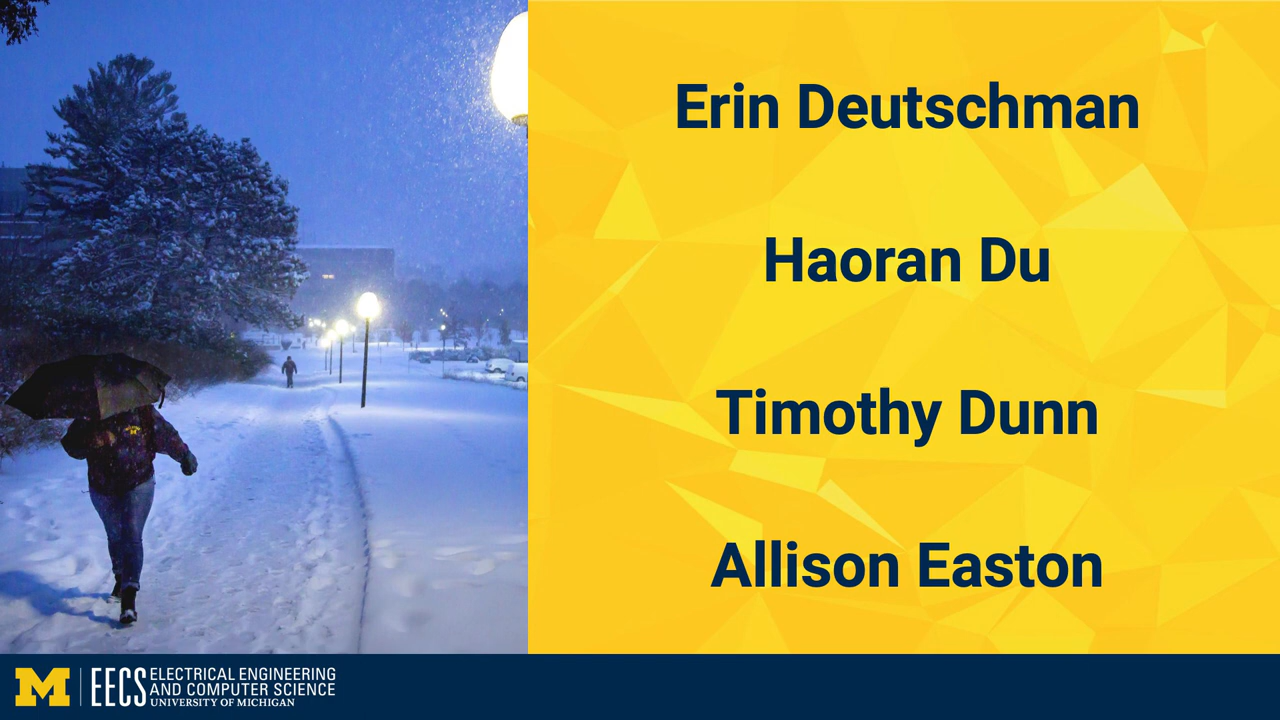 Erin Deutschman
Haoran Du
Timothy Dunn
Allison Easton
M
EECS
ELECTRICAL ENGINEERING
AND COMPUTER SCIENCE
UNIVERSITY OF MICHIGAN